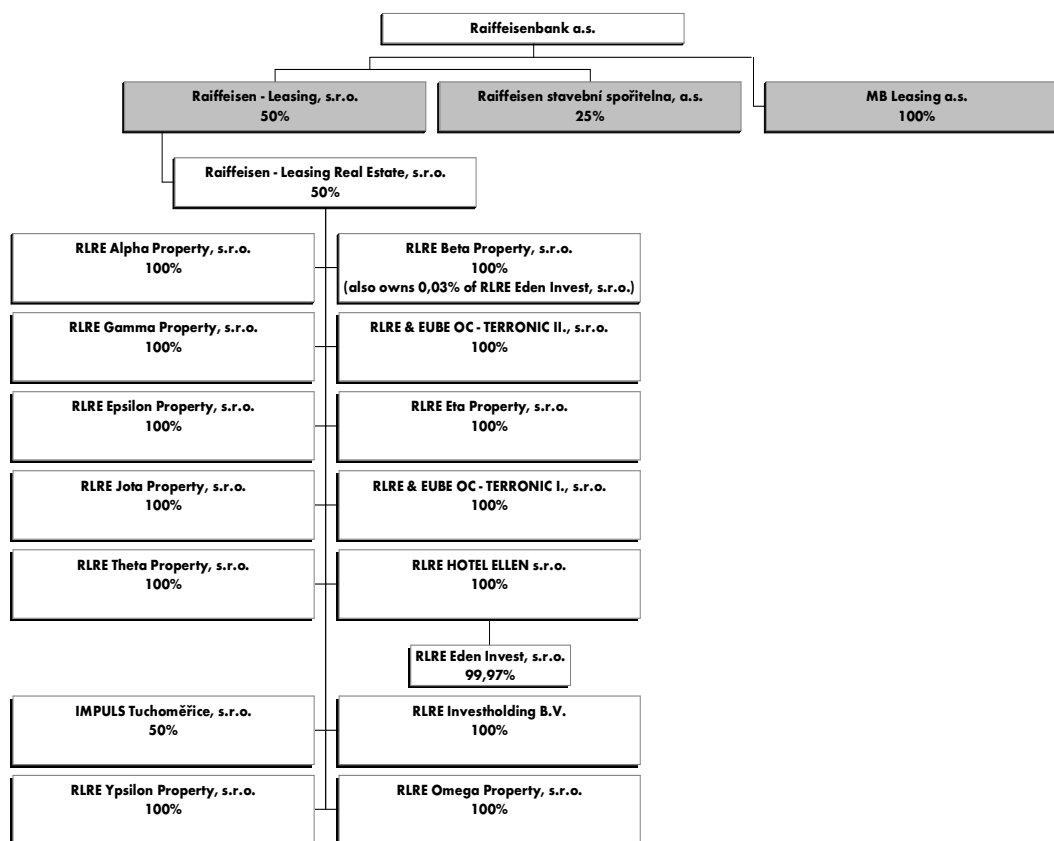 Raiffeisenbank a.s.
Raiffeisen - Leasing, s.r.o.
50%
Raiffeisen stavební spořitelna, a.s.
25%
MB Leasing a.s.
100%
Raiffeisen - Leasing Real Estate, s.r.o.
50%
RLRE Alpha Property, s.r.o.
100%
RLRE Beta Property, s.r.o.
100%
(also owns 0,03% of RLRE Eden Invest, s.r.o.)
RLRE Gamma Property, s.r.o.
100%
RLRE & EUBE OC - TERRONIC II., s.r.o.
100%
RLRE Epsilon Property, s.r.o.
100%
RLRE Eta Property, s.r.o.
100%
RLRE Jota Property, s.r.o.
100%
RLRE & EUBE OC - TERRONIC I., s.r.o.
100%
RLRE Theta Property, s.r.o.
100%
RLRE HOTEL ELLEN s.r.o.
100%
RLRE Eden Invest, s.r.o.
99,97%
IMPULS Tuchoměřice, s.r.o.
50%
RLRE Investholding B.V.
100%
RLRE Ypsilon Property, s.r.o.
100%
RLRE Omega Property, s.r.o.
100%